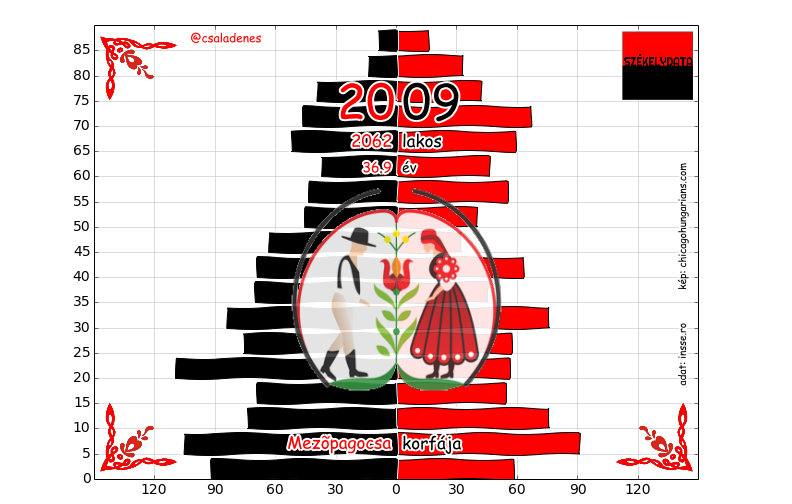 @csaladenes
SZÉKELYDATA
2009
2062 lakos
36.9 év
kép: chicagohungarians.com
adat: insse.ro
Mezõpagocsa korfája
85
80
75
70
65
60
55
50
45
40
35
30
25
20
15
10
5
0
120 90 60 30 0 30 60 90 120